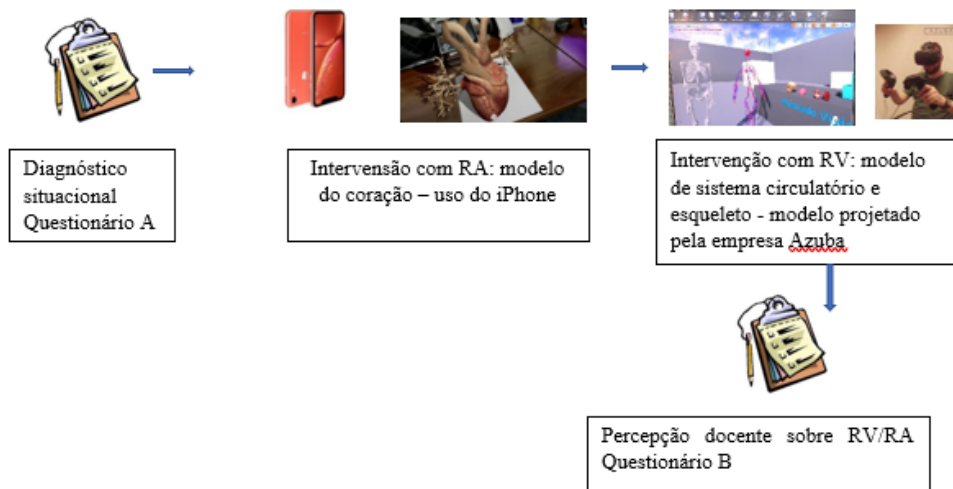 Diagnóstico
situacional
Questionário A
Intervensão com RA: modelo
do coração – uso do iPhone
Intervenção com RV: modelo
de sistema circulatório e
esqueleto - modelo projetado
pela empresa Azuba
Percepção docente sobre RV/RA
Questionário B